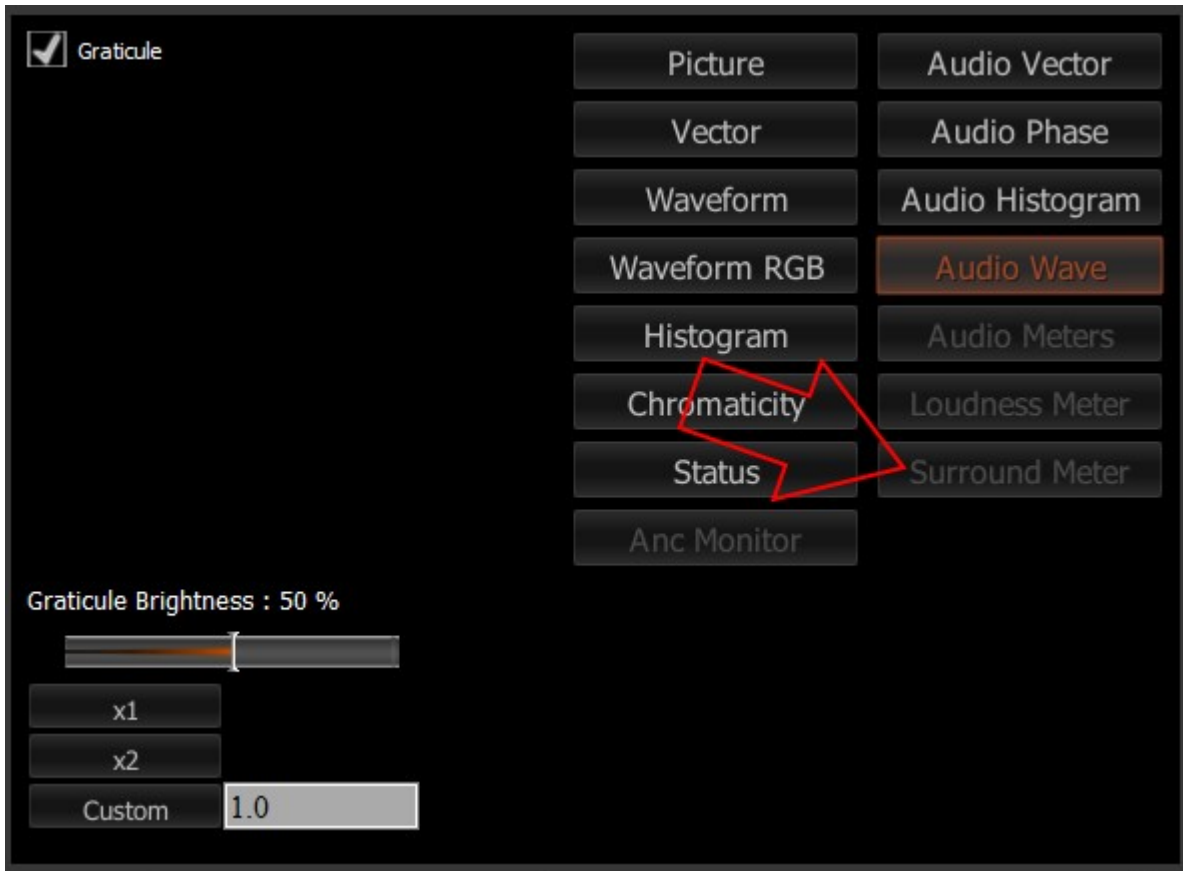 Graticule
Picture
Audio Vector
Vector
Audio Phase
Waveform
Audio Histogram
Waveform RGB
Audio Wave
Histogram
Audio Meters
Chromaticity
Loudness Meter
Status
Surround Meter
Anc Monitor
Graticule Brightness : 50 %
x1
x2
Custom
1.0